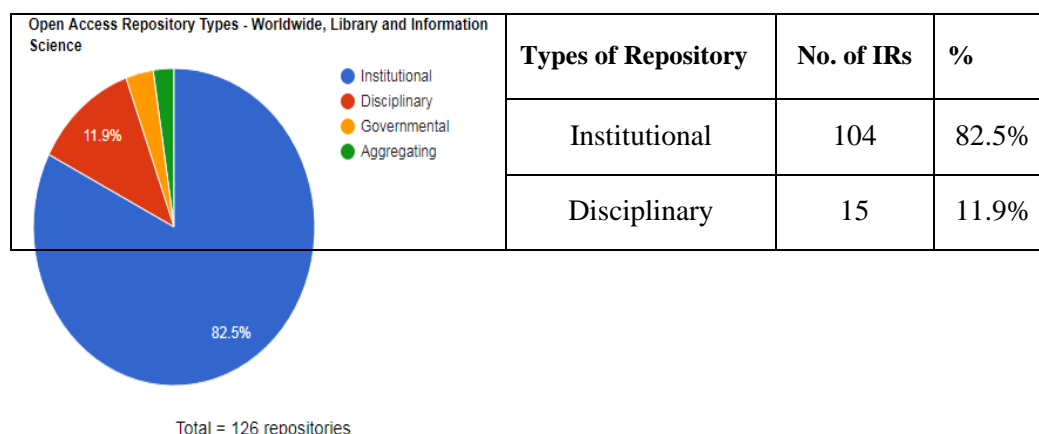 Open Access Repository Types - Worldwide, Library and Information
Science
Institutional
Disciplinary
Governmental
Aggregating
11.9%
82.5%
Total = 126 repositories
Types of Repository No. of IRs %
Institutional 104 82.5%
Disciplinary 15 11.9%